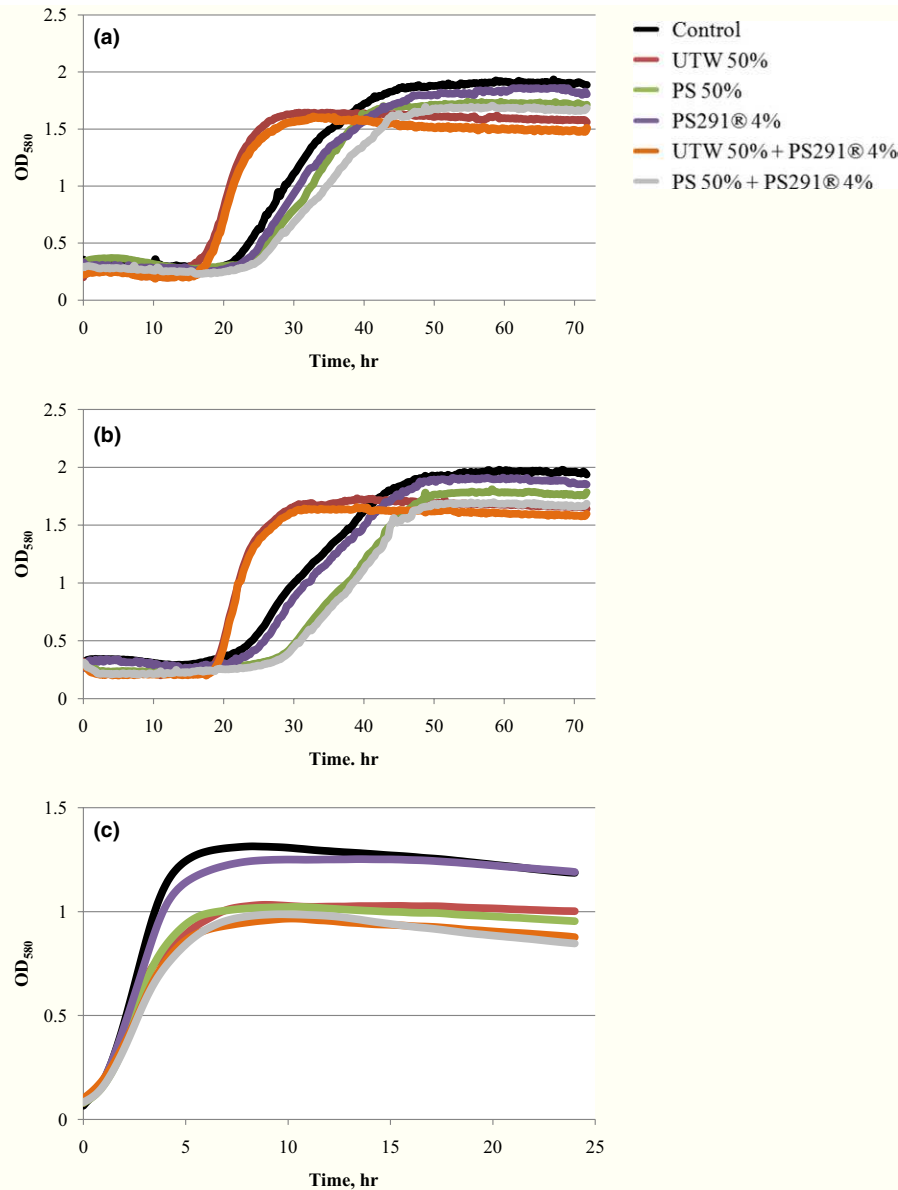 (a)
2.5
2
1.5
1
0.5
0
OD580
0 10 20 30 40 50 60 70
Time, hr
Control
UTW 50%
PS 50%
PS291® 4%
UTW 50% + PS291® 4%
PS 50% + PS291® 4%
(b)
2.5
2
1.5
1
0.5
0
OD580
0 10 20 30 40 50 60 70
Time. hr
(c)
1.5
1
0.5
0
OD580
0 5 10 15 20 25
Time, hr